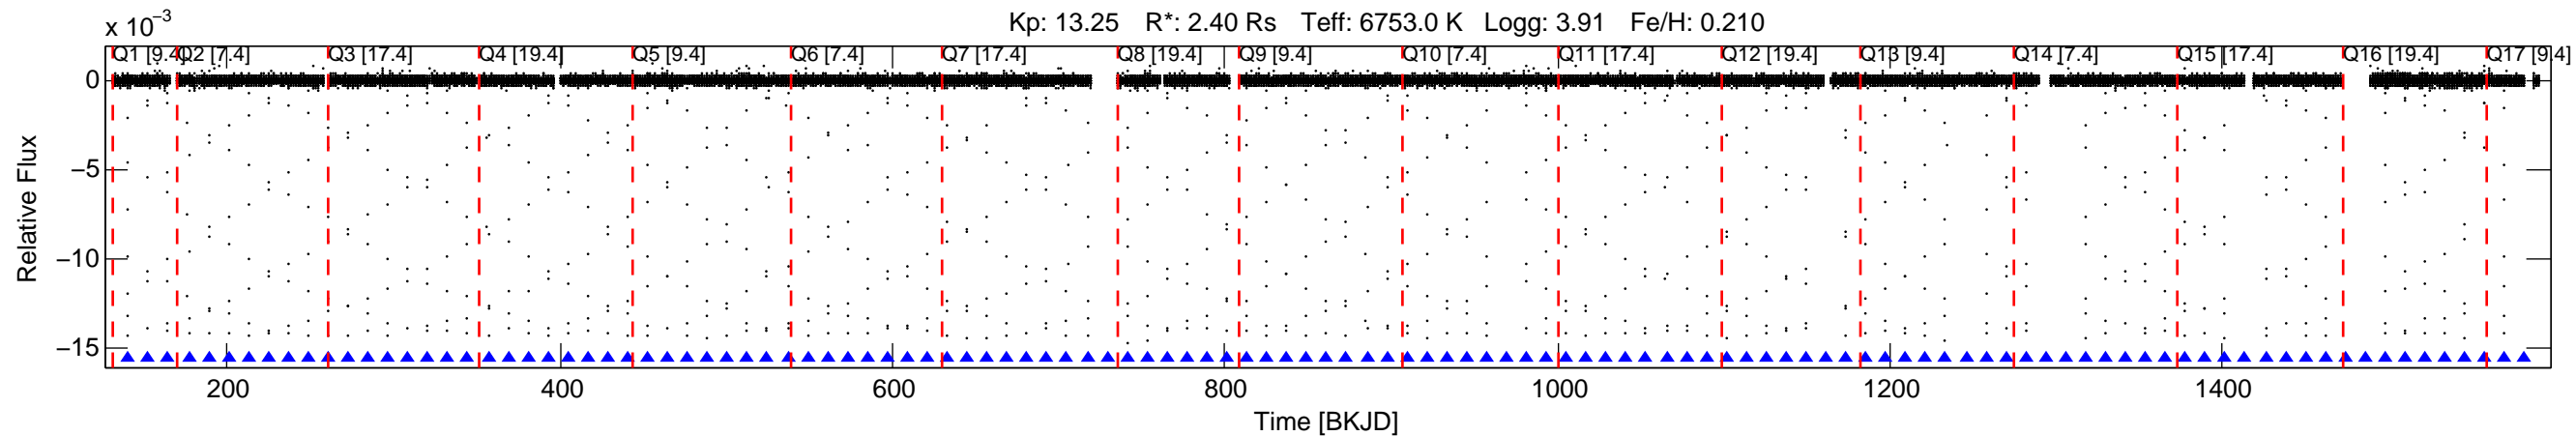 Kp: 13.25 R*: 2.40 Rs Teff: 6753.0 K Logg: 3.91 Fe/H: 0.210
x 10⁻³
Q1 [9.4] Q2 [7.4] Q3 [17.4] Q4 [19.4] Q5 [9.4] Q6 [7.4] Q7 [17.4] Q8 [19.4] Q9 [9.4] Q10 [7.4] Q11 [17.4] Q12 [19.4] Q13 [9.4] Q14 [7.4] Q15 [17.4] Q16 [19.4] Q17 [9.4]
0
−5
−10
−15
Relative Flux
200 400 600 800 1000 1200 1400
Time [BKJD]